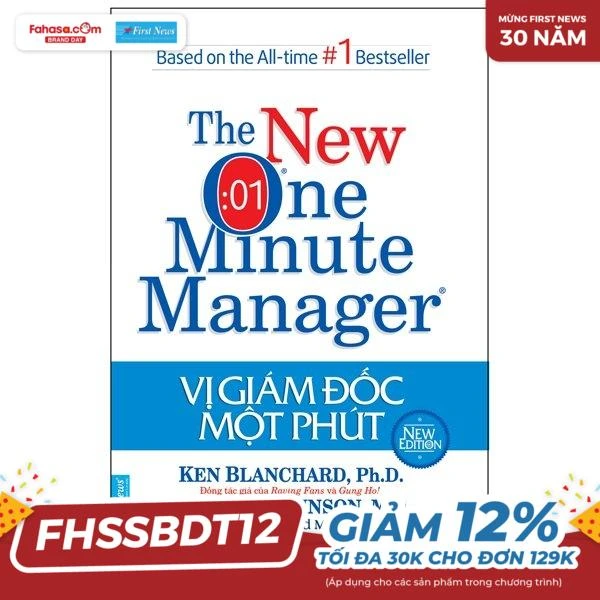 Fahasa.com
BRAND DAY
First News
MỪNG FIRST NEWS
30 NĂM
Based on the All-time #1 Bestseller
The New
:01
One
Minute
Manager®
VỊ GIÁM ĐỐC
MỘT PHÚT
NEW
EDITION
KEN BLANCHARD, Ph.D.
Đồng tác giả của Raving Fans và Gung Ho!
FHSSBDT12
GIẢM 12%
TỐI ĐA 30K CHO ĐƠN 129K
(Áp dụng cho các sản phẩm trong chương trình)